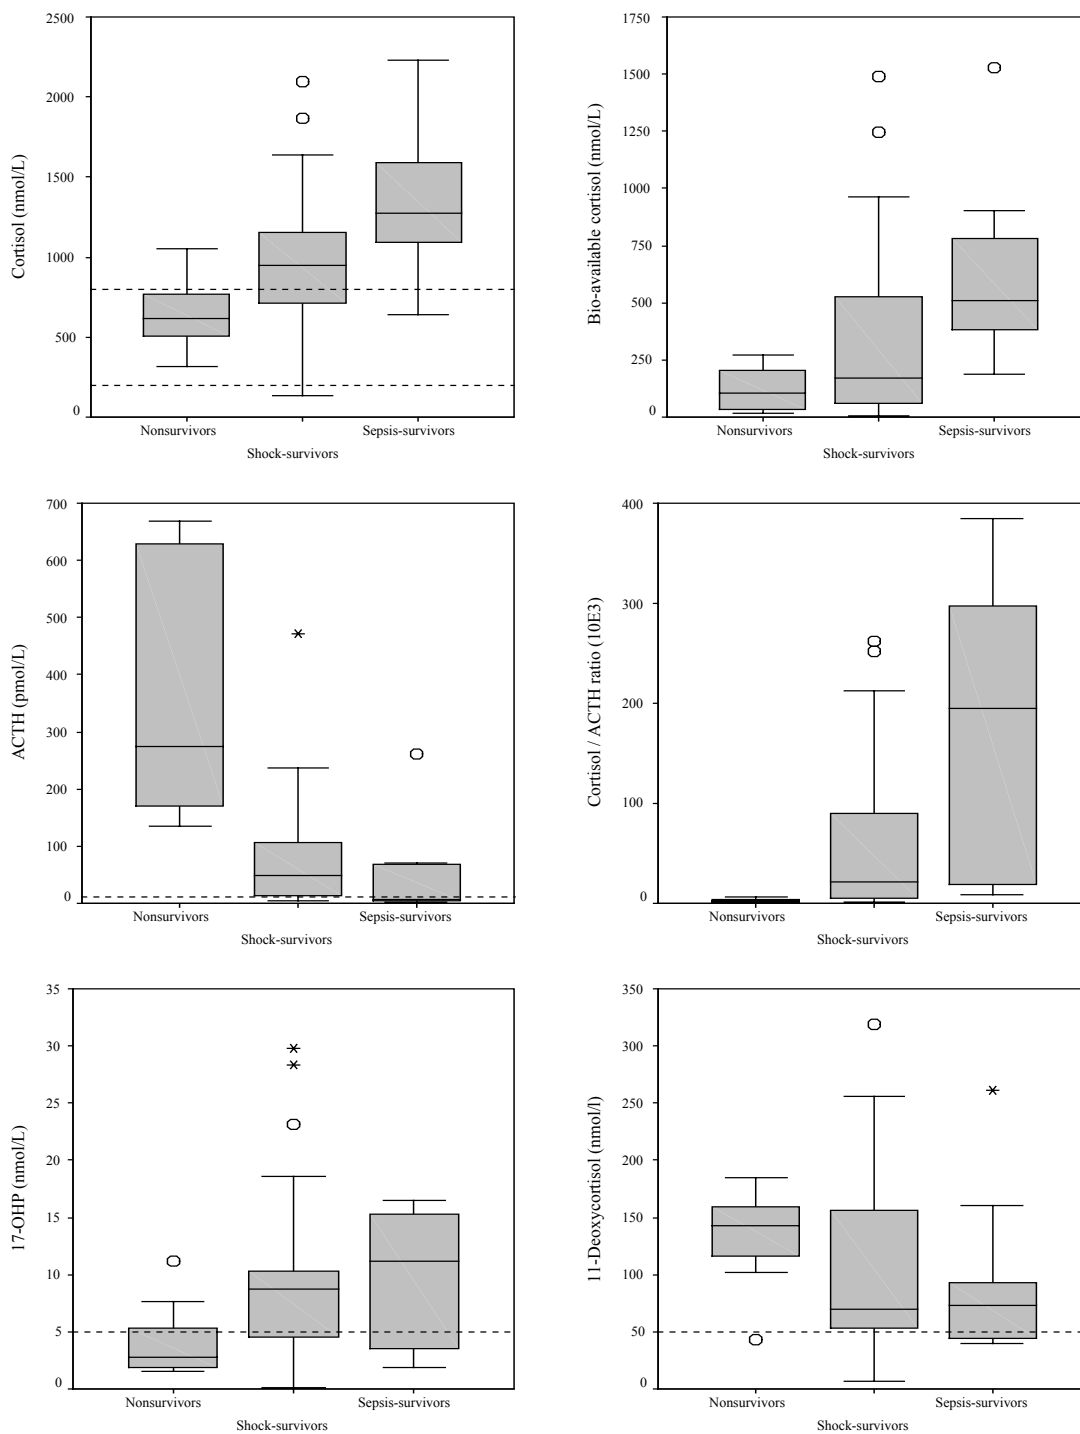 Cortisol (nmol/L)
2500
2000
1500
1000
500
0
Nonsurvivors
Sepsis-survivors
Shock-survivors
Bio-available cortisol (nmol/L)
1750
1500
1250
1000
750
500
250
0
Nonsurvivors
Sepsis-survivors
Shock-survivors
ACTH (pmol/L)
700
600
500
400
300
200
100
0
Nonsurvivors
Sepsis-survivors
Shock-survivors
Cortisol / ACTH ratio (10E3)
400
300
200
100
0
Nonsurvivors
Sepsis-survivors
Shock-survivors
17-OHP (nmol/L)
35
30
25
20
15
10
5
0
Nonsurvivors
Sepsis-survivors
Shock-survivors
11-Deoxycortisol (nmol/l)
350
300
250
200
150
100
50
0
Nonsurvivors
Sepsis-survivors
Shock-survivors